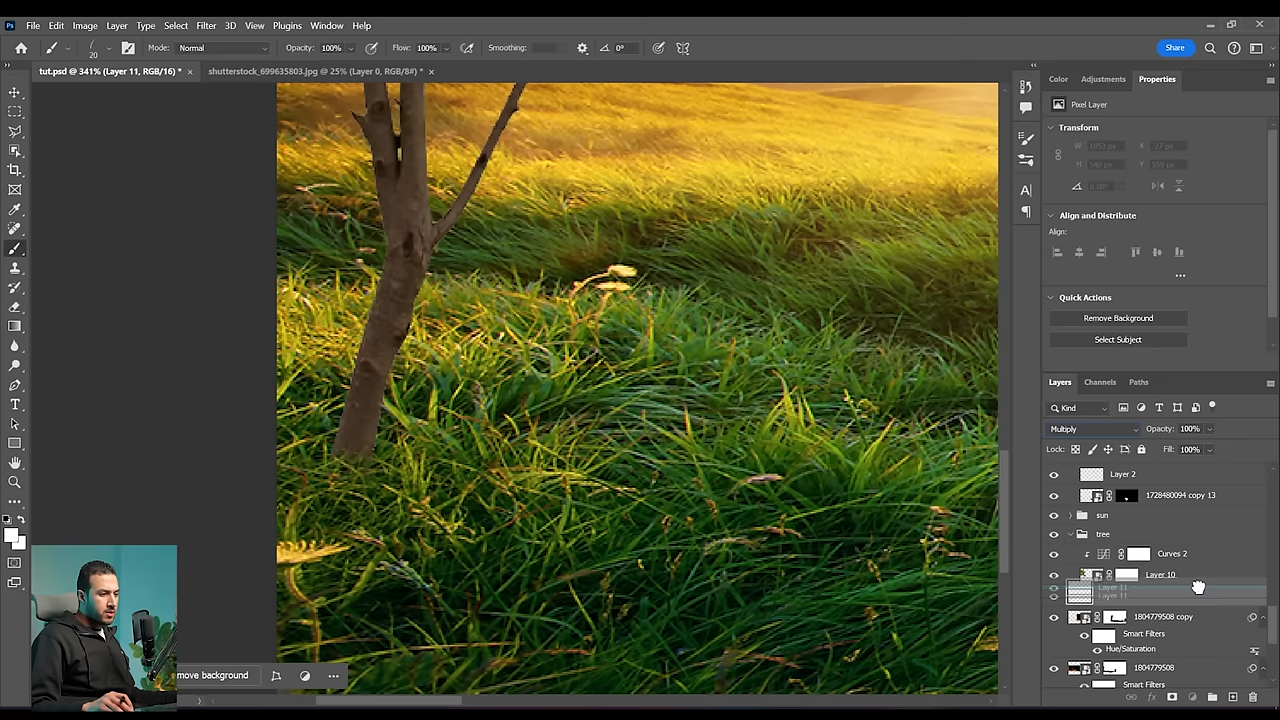 Ps File Edit Image Layer Type Select Filter 3D View Plugins Window Help
20 Mode: Normal Opacity: 100% Flow: 100% Smoothing: 0° Share
tut.psd @ 341% (Layer 11, RGB/16) * × shutterstock_699635803.jpg @ 25% (Layer 0, RGB/8#) * ×
Color Adjustments Properties
Pixel Layer
Transform
W 1953 px X -27 px
H 548 px Y 559 px
0.00°
Align and Distribute
Align:
Quick Actions
Remove Background
Select Subject
Layers Channels Paths
Kind
Multiply Opacity: 100%
Lock: Fill: 100%
Layer 2
1728480094 copy 13
sun
tree
Curves 2
Layer 10
Layer 11
Layer 11
1804779508 copy
Smart Filters
Hue/Saturation
1804779508
Smart Filters
move background